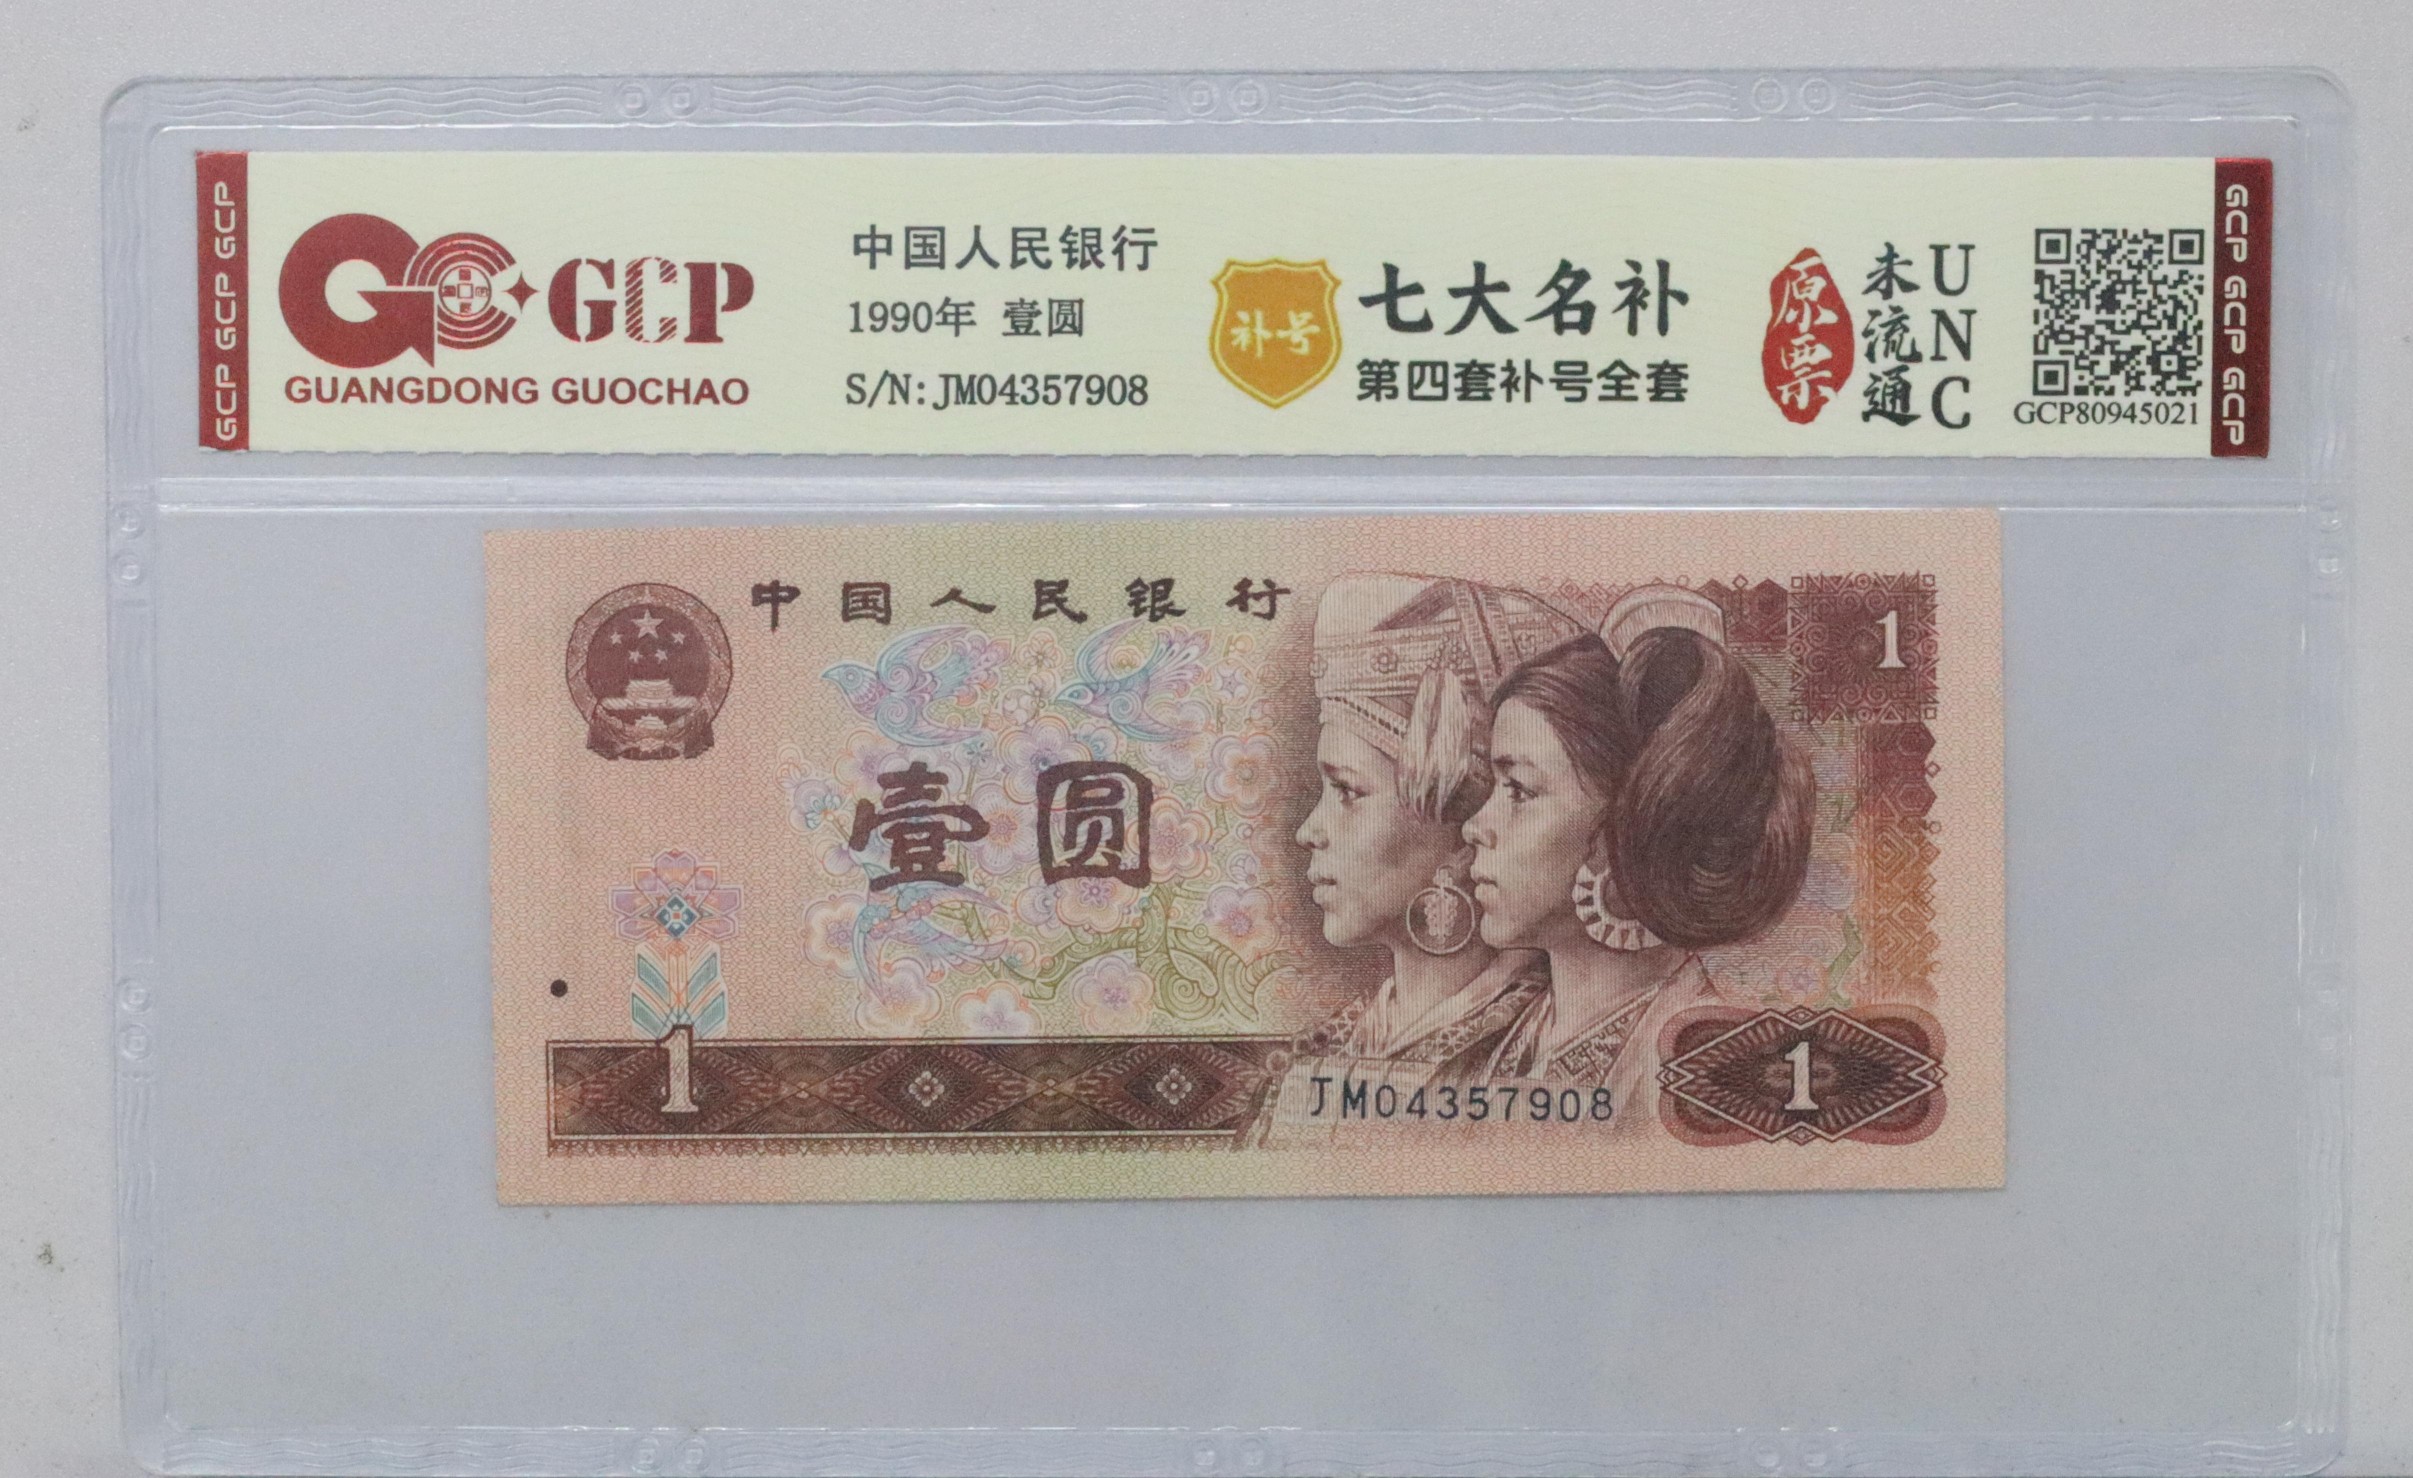 GCP GCP GCP
GCP
GUANGDONG GUOCHAO
中国人民银行
1990年 壹圆
S/N:JM04357908
补号
七大名补
第四套补号全套
原票
未流通
UNC
GCP80945021
GCP GCP GCP
中国人民银行
1
壹圆
1
JM04357908
1